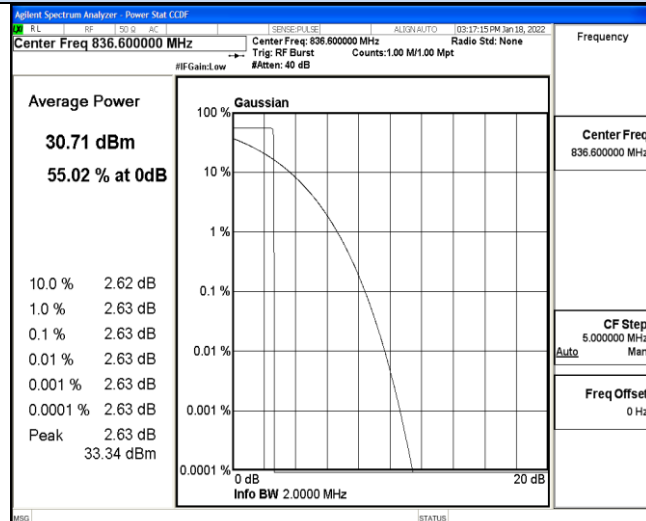 Agilent Spectrum Analyzer - Power Stat CCDF
RL RF 50 Ω AC SENSE:PULSE ALIGN AUTO 03:17:15 PM Jan 18, 2022
Center Freq 836.600000 MHz
Center Freq: 836.600000 MHz Radio Std: None
Trig: RF Burst Counts:1.00 M/1.00 Mpt
#IFGain:Low #Atten: 40 dB
Frequency
Average Power
30.71 dBm
55.02 % at 0dB
10.0 % 2.62 dB
1.0 % 2.63 dB
0.1 % 2.63 dB
0.01 % 2.63 dB
0.001 % 2.63 dB
0.0001 % 2.63 dB
Peak 2.63 dB
33.34 dBm
Gaussian
100 %
10 %
1 %
0.1 %
0.01 %
0.001 %
0.0001 %
0 dB 20 dB
Info BW 2.0000 MHz
Center Freq
836.600000 MHz
CF Step
5.000000 MHz
Auto Man
Freq Offset
0 Hz
MSG STATUS